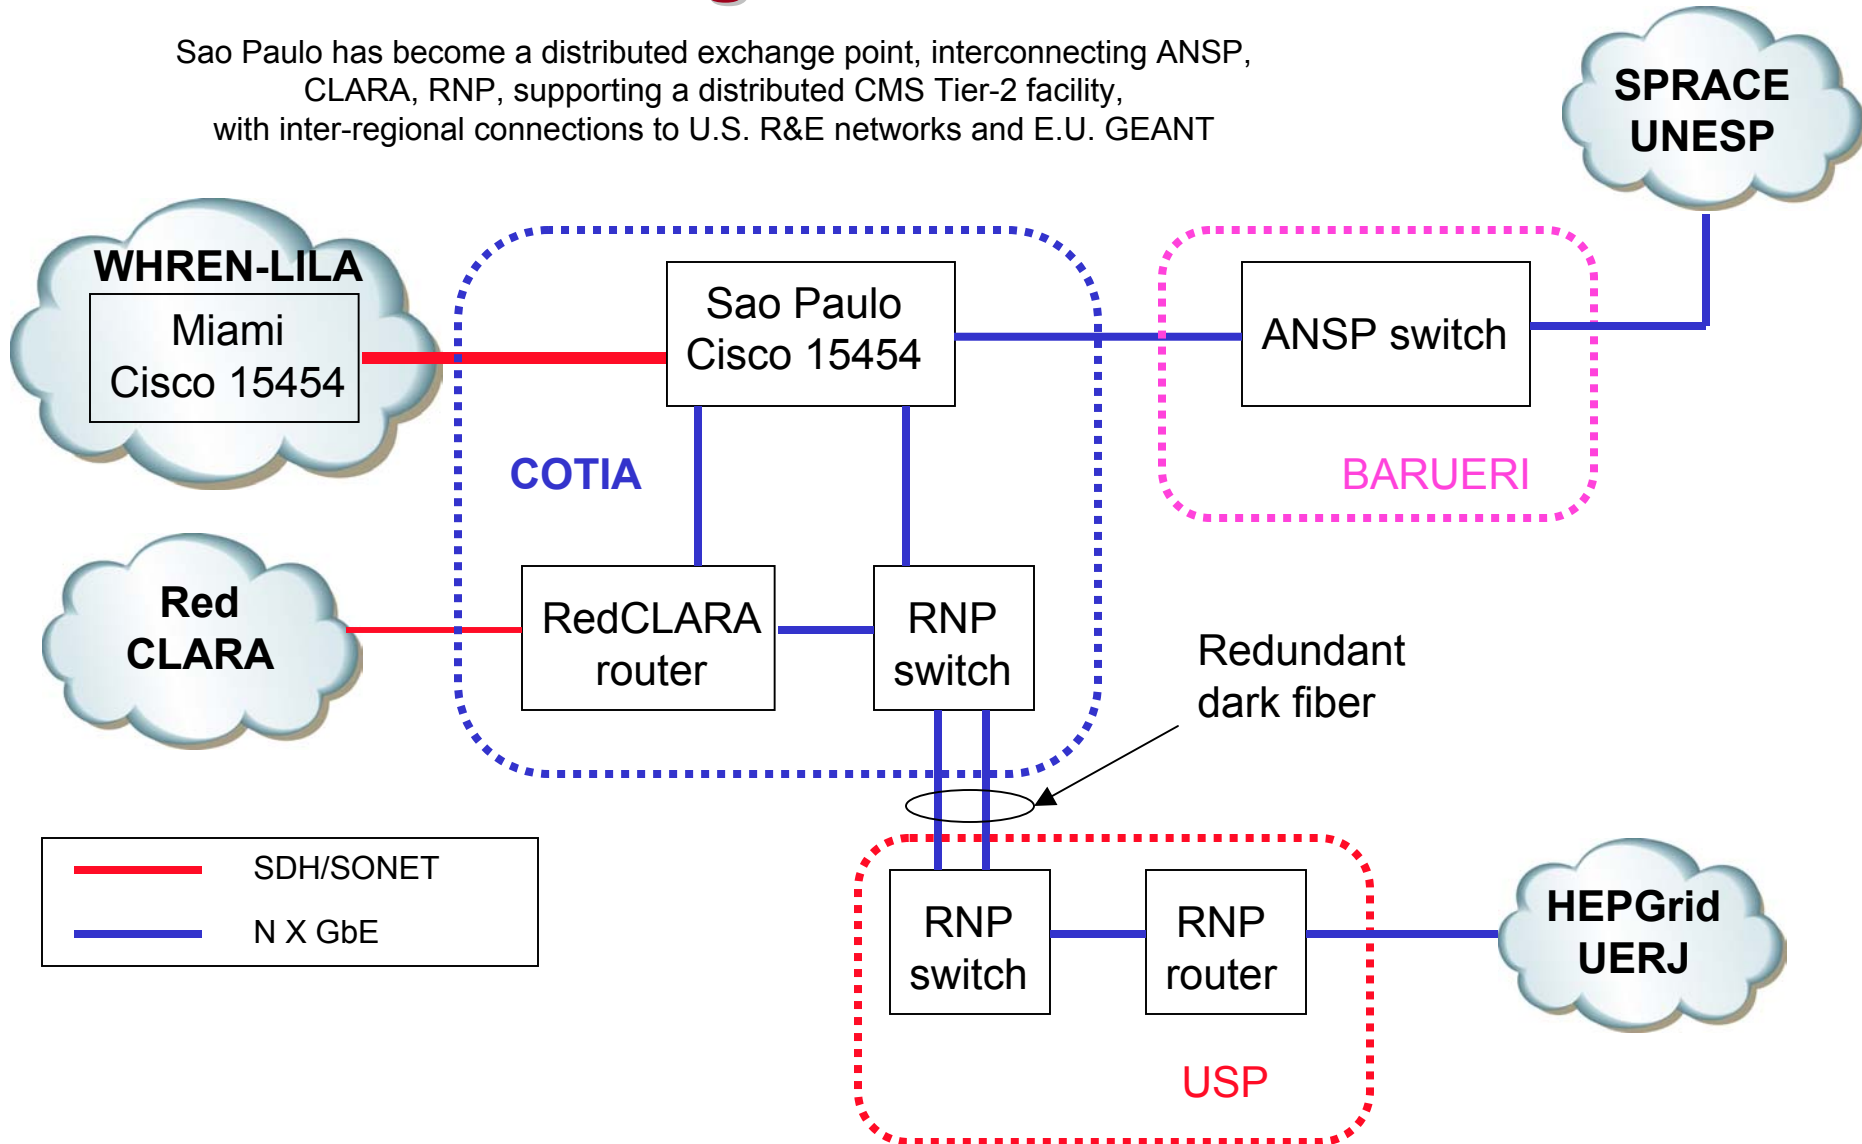 Sao Paulo has become a distributed exchange point, interconnecting ANSP,
CLARA, RNP, supporting a distributed CMS Tier-2 facility,
with inter-regional connections to U.S. R&E networks and E.U. GEANT
SPRACE
UNESP
WHREN-LILA
Miami
Cisco 15454
Sao Paulo
Cisco 15454
ANSP switch
COTIA
BARUERI
Red
CLARA
RedCLARA
router
RNP
switch
Redundant
dark fiber
SDH/SONET
N X GbE
RNP
switch
RNP
router
HEPGrid
UERJ
USP